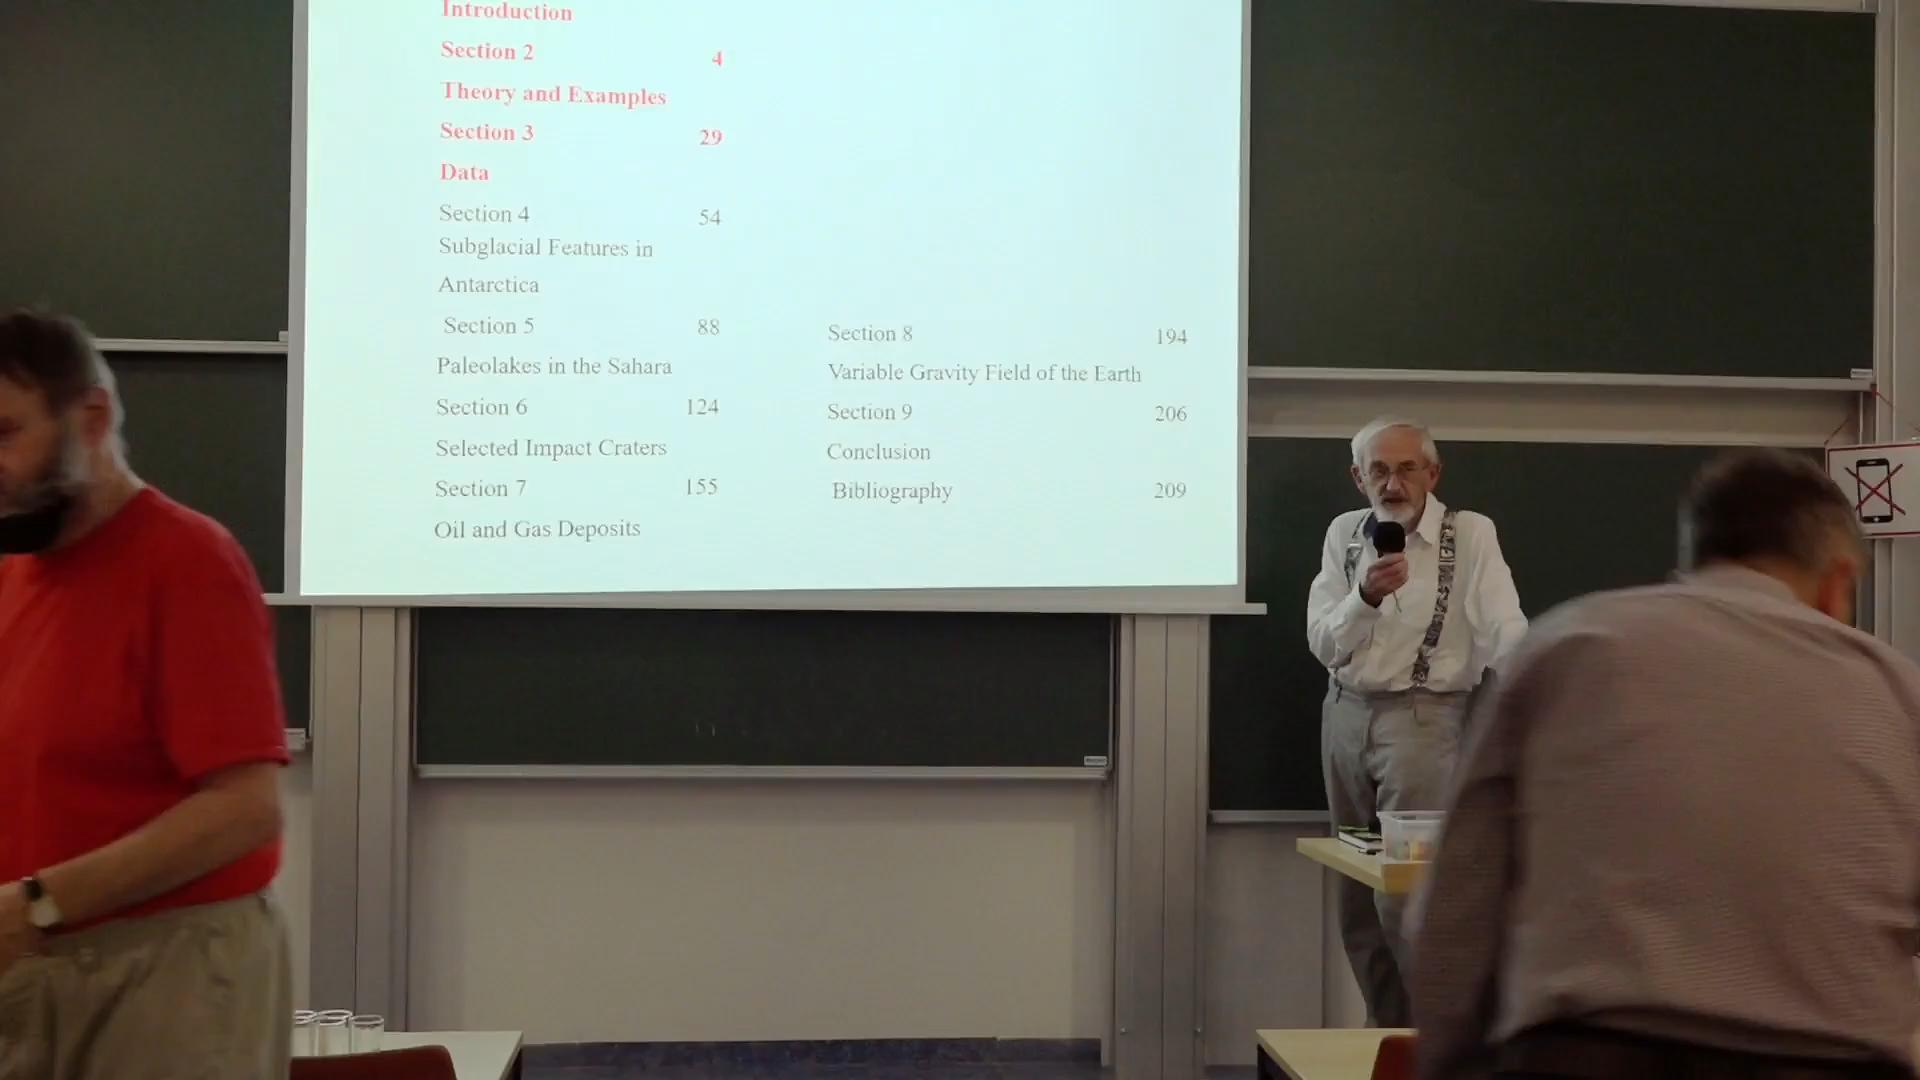 Introduction
Section 2 4
Theory and Examples
Section 3 29
Data
Section 4 54
Subglacial Features in
Antarctica
Section 5 88
Paleolakes in the Sahara
Section 6 124
Selected Impact Craters
Section 7 155
Oil and Gas Deposits
Section 8 194
Variable Gravity Field of the Earth
Section 9 206
Conclusion
Bibliography 209